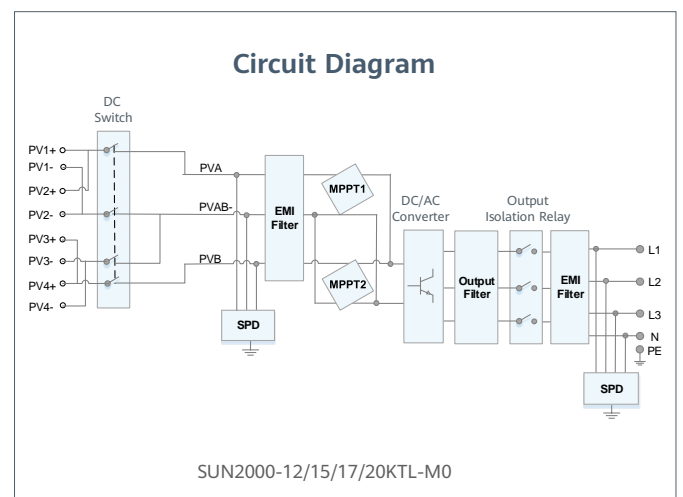 Circuit Diagram
DC
Switch
PV1+
PV1-
PV2+
PV2-
PV3+
PV3-
PV4+
PV4-
PVA
PVAB-
PVB
SPD
EMI
Filter
MPPT1
MPPT2
DC/AC
Converter
Output
Filter
Output
Isolation Relay
EMI
Filter
L1
L2
L3
N
PE
SPD
SUN2000-12/15/17/20KTL-M0